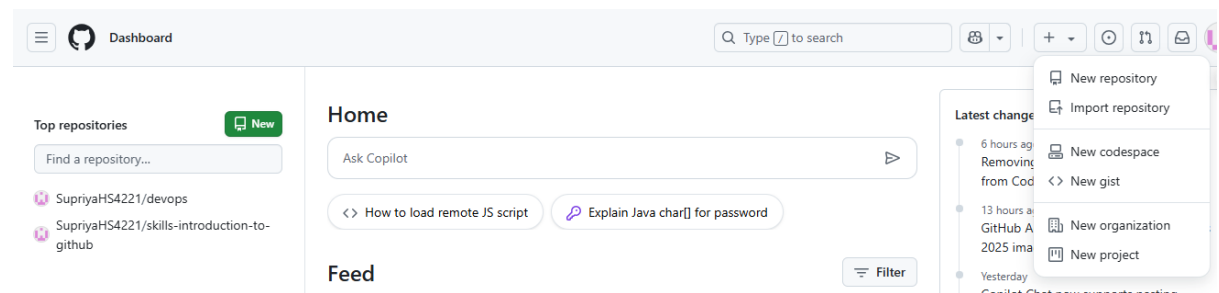 Dashboard
Type / to search
Top repositories
New
Find a repository...
SupriyaHS4221/devops
SupriyaHS4221/skills-introduction-to-
github
Home
Ask Copilot
How to load remote JS script
Explain Java char[] for password
Feed
Filter
Latest change
6 hours ag
Removing
from Cod
13 hours a
GitHub A
2025 ima
Yesterday
New repository
Import repository
New codespace
New gist
New organization
New project